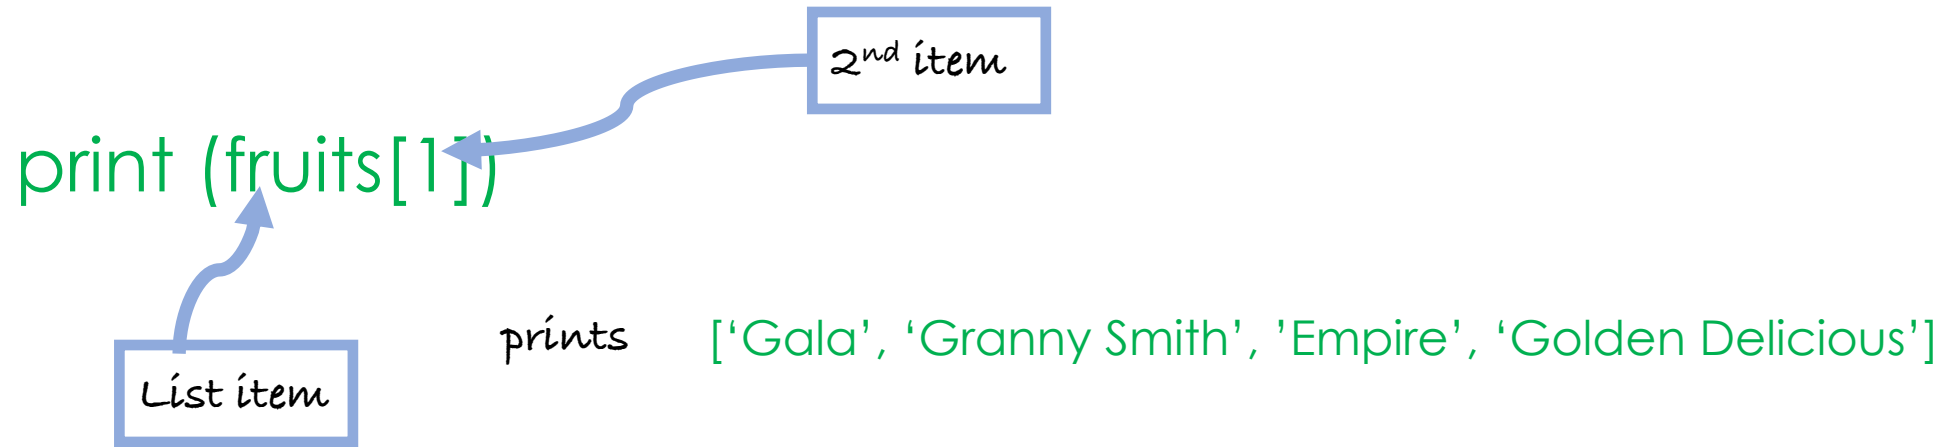 2nd item
print (fruits[1])
prints [‘Gala’, ‘Granny Smith’, ’Empire’, ‘Golden Delicious’]
List item